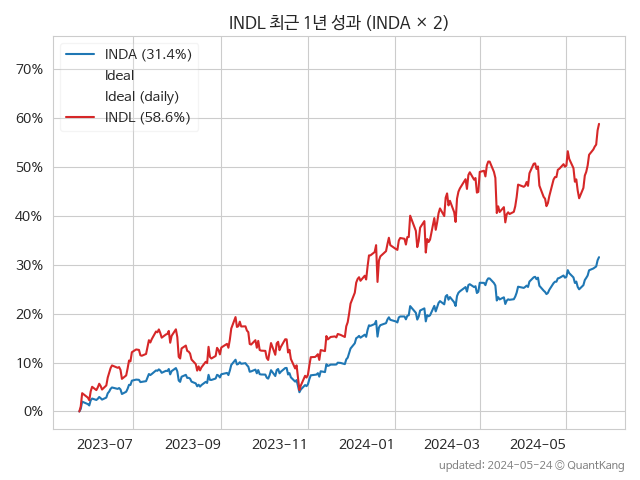 INDL 최근 1년 성과 (INDA × 2)
INDA (31.4%)
Ideal
Ideal (daily)
INDL (58.6%)
70%
60%
50%
40%
30%
20%
10%
0%
2023−07 2023−09 2023−11 2024−01 2024−03 2024−05
updated: 2024−05−24 © QuantKang